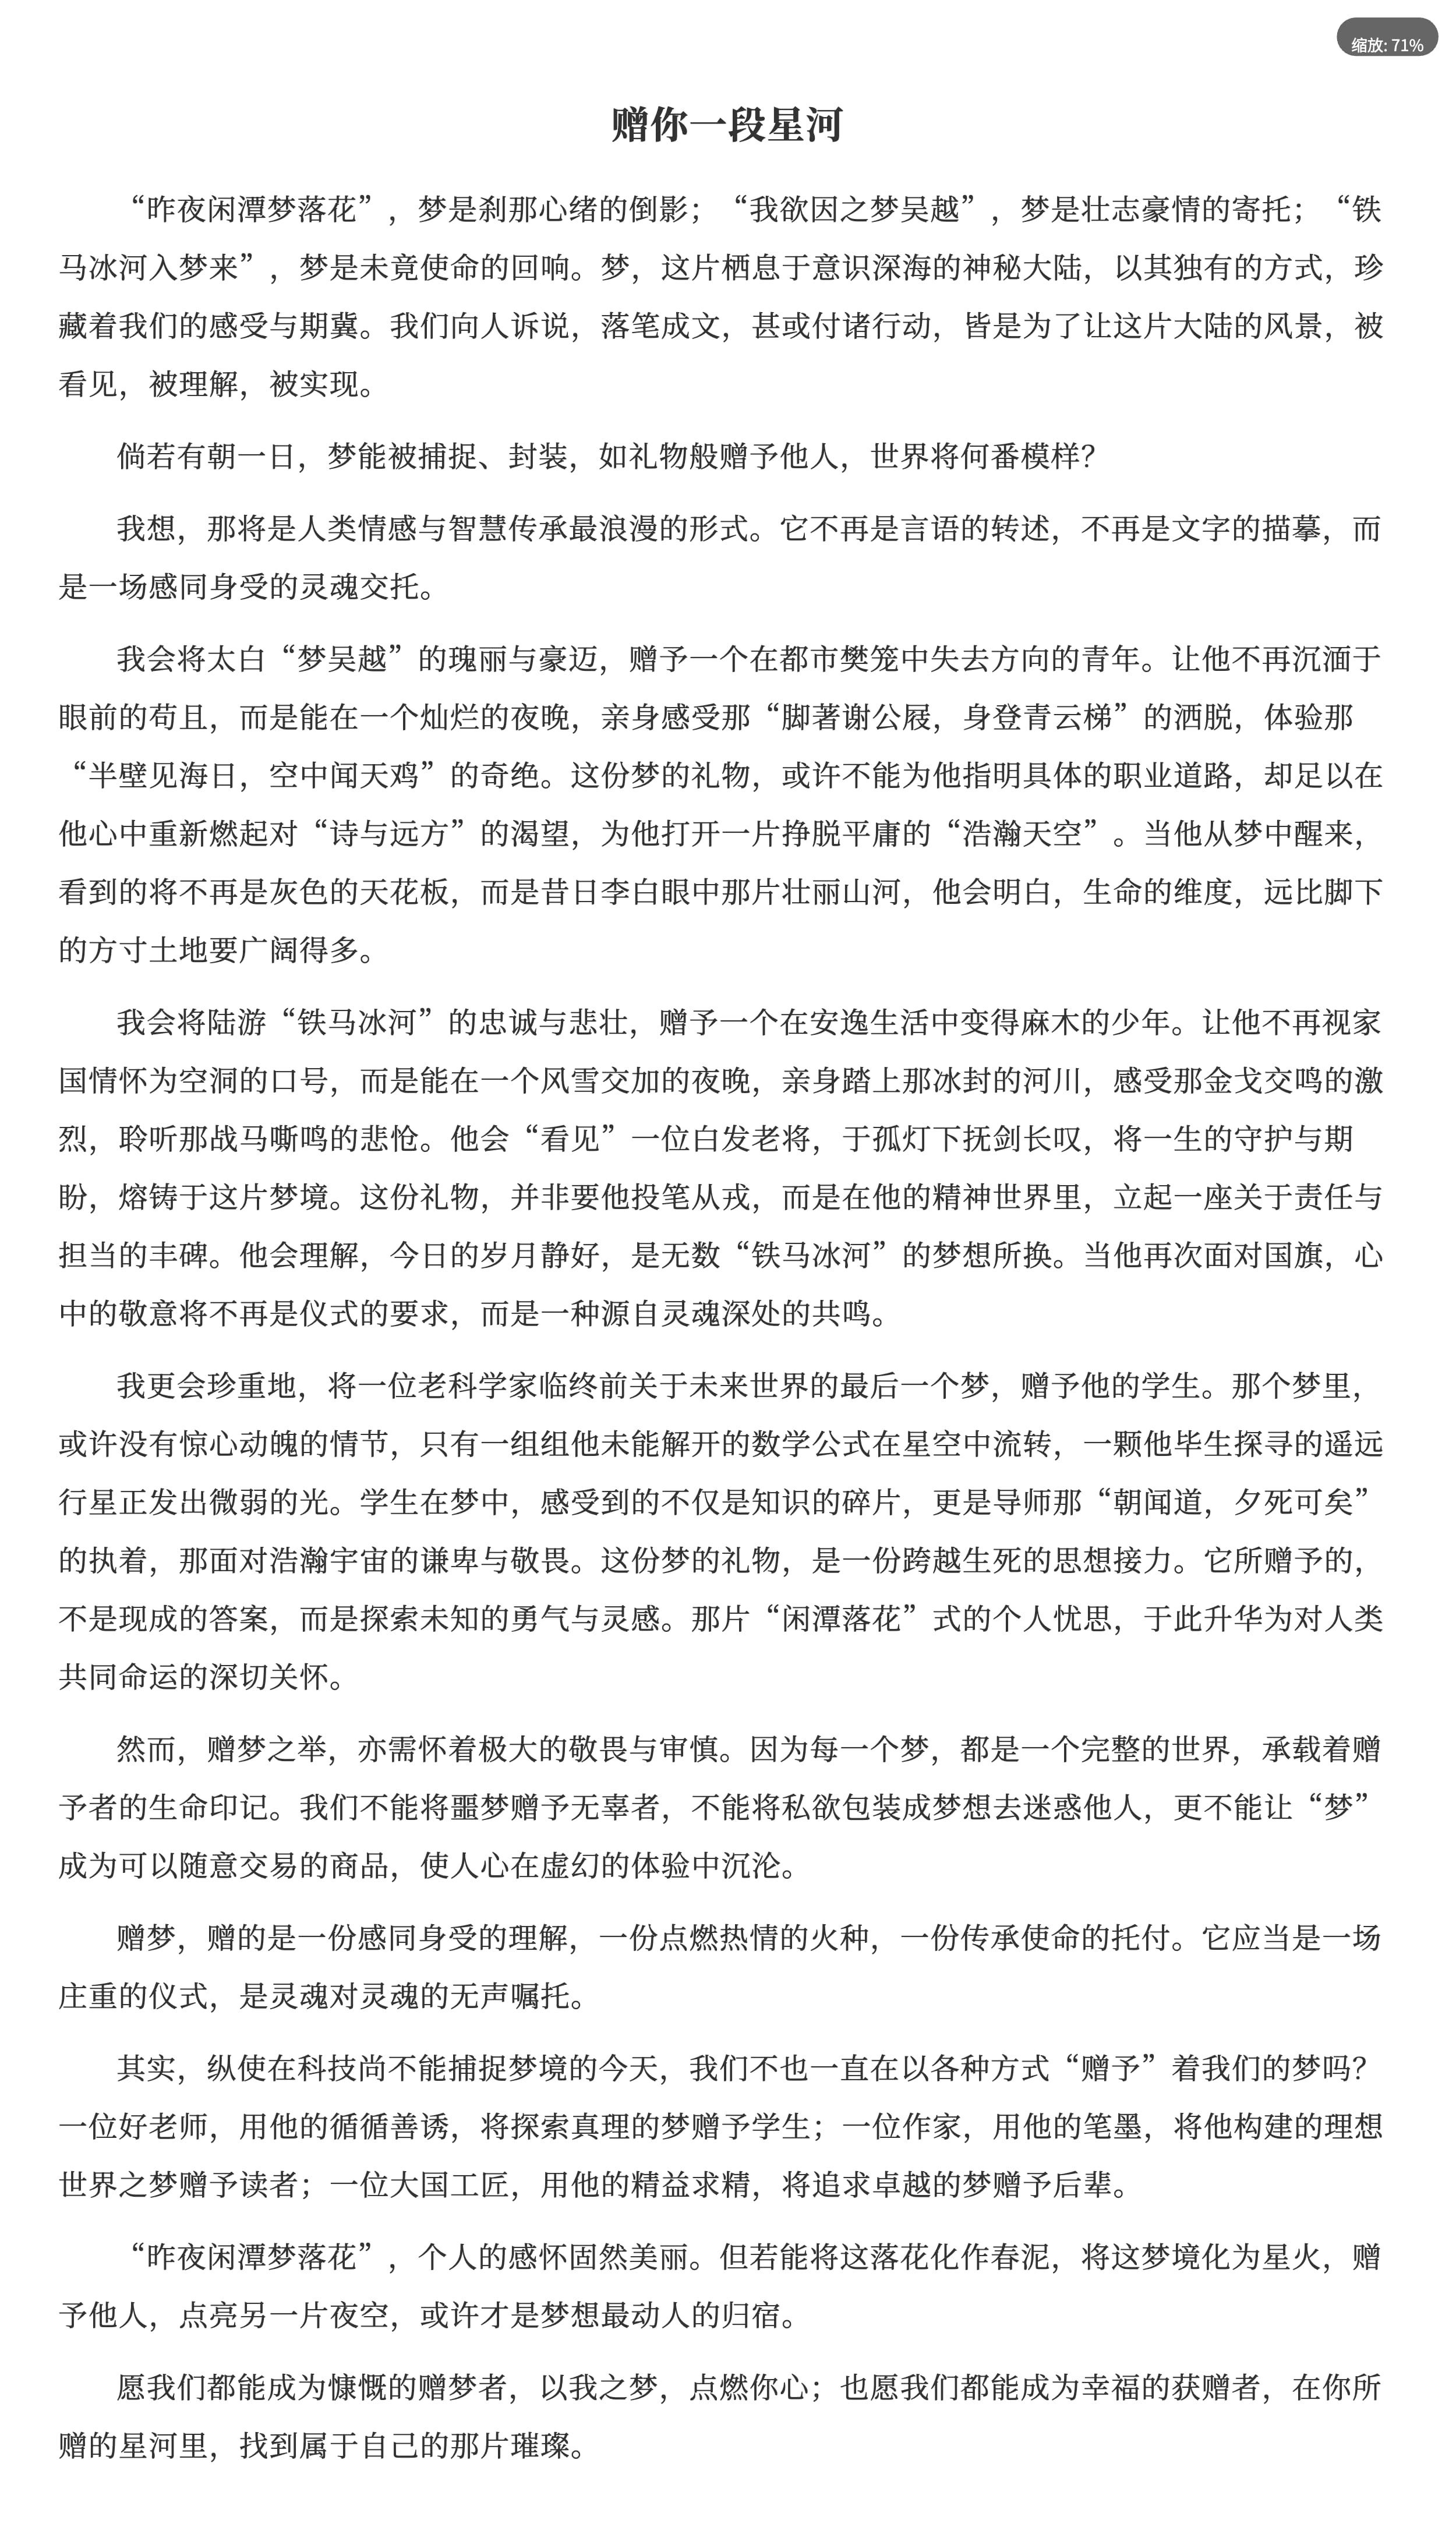 缩放: 71%
赠你一段星河
“昨夜闲潭梦落花”，梦是刹那心绪的倒影；“我欲因之梦吴越”，梦是壮志豪情的寄托；“铁
马冰河入梦来”，梦是未竟使命的回响。梦，这片栖息于意识深海的神秘大陆，以其独有的方式，珍
藏着我们的感受与期冀。我们向人诉说，落笔成文，甚或付诸行动，皆是为了让这片大陆的风景，被
看见，被理解，被实现。
倘若有朝一日，梦能被捕捉、封装，如礼物般赠予他人，世界将何番模样？
我想，那将是人类情感与智慧传承最浪漫的形式。它不再是言语的转述，不再是文字的描摹，而
是一场感同身受的灵魂交托。
我会将太白“梦吴越”的瑰丽与豪迈，赠予一个在都市樊笼中失去方向的青年。让他不再沉湎于
眼前的苟且，而是能在一个灿烂的夜晚，亲身感受那“脚著谢公屐，身登青云梯”的洒脱，体验那
“半壁见海日，空中闻天鸡”的奇绝。这份梦的礼物，或许不能为他指明具体的职业道路，却足以在
他心中重新燃起对“诗与远方”的渴望，为他打开一片挣脱平庸的“浩瀚天空”。当他从梦中醒来，
看到的将不再是灰色的天花板，而是昔日李白眼中那片壮丽山河，他会明白，生命的维度，远比脚下
的方寸土地要广阔得多。
我会将陆游“铁马冰河”的忠诚与悲壮，赠予一个在安逸生活中变得麻木的少年。让他不再视家
国情怀为空洞的口号，而是能在一个风雪交加的夜晚，亲身踏上那冰封的河川，感受那金戈交鸣的激
烈，聆听那战马嘶鸣的悲怆。他会“看见”一位白发老将，于孤灯下抚剑长叹，将一生的守护与期
盼，熔铸于这片梦境。这份礼物，并非要他投笔从戎，而是在他的精神世界里，立起一座关于责任与
担当的丰碑。他会理解，今日的岁月静好，是无数“铁马冰河”的梦想所换。当他再次面对国旗，心
中的敬意将不再是仪式的要求，而是一种源自灵魂深处的共鸣。
我更会珍重地，将一位老科学家临终前关于未来世界的最后一个梦，赠予他的学生。那个梦里，
或许没有惊心动魄的情节，只有一组组他未能解开的数学公式在星空中流转，一颗他毕生探寻的遥远
行星正发出微弱的光。学生在梦中，感受到的不仅是知识的碎片，更是导师那“朝闻道，夕死可矣”
的执着，那面对浩瀚宇宙的谦卑与敬畏。这份梦的礼物，是一份跨越生死的思想接力。它所赠予的，
不是现成的答案，而是探索未知的勇气与灵感。那片“闲潭落花”式的个人忧思，于此升华为对人类
共同命运的深切关怀。
然而，赠梦之举，亦需怀着极大的敬畏与审慎。因为每一个梦，都是一个完整的世界，承载着赠
予者的生命印记。我们不能将噩梦赠予无辜者，不能将私欲包装成梦想去迷惑他人，更不能让“梦”
成为可以随意交易的商品，使人心在虚幻的体验中沉沦。
赠梦，赠的是一份感同身受的理解，一份点燃热情的火种，一份传承使命的托付。它应当是一场
庄重的仪式，是灵魂对灵魂的无声嘱托。
其实，纵使在科技尚不能捕捉梦境的今天，我们不也一直在以各种方式“赠予”着我们的梦吗？
一位好老师，用他的循循善诱，将探索真理的梦赠予学生；一位作家，用他的笔墨，将他构建的理想
世界之梦赠予读者；一位大国工匠，用他的精益求精，将追求卓越的梦赠予后辈。
“昨夜闲潭梦落花”，个人的感怀固然美丽。但若能将这落花化作春泥，将这梦境化为星火，赠
予他人，点亮另一片夜空，或许才是梦想最动人的归宿。
愿我们都能成为慷慨的赠梦者，以我之梦，点燃你心；也愿我们都能成为幸福的获赠者，在你所
赠的星河里，找到属于自己的那片璀璨。